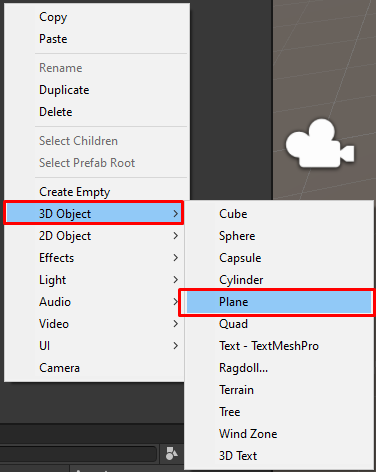 Copy
Paste
Rename
Duplicate
Delete
Select Children
Select Prefab Root
Create Empty
3D Object
2D Object
Effects
Light
Audio
Video
UI
Camera
Cube
Sphere
Capsule
Cylinder
Plane
Quad
Text - TextMeshPro
Ragdoll...
Terrain
Tree
Wind Zone
3D Text